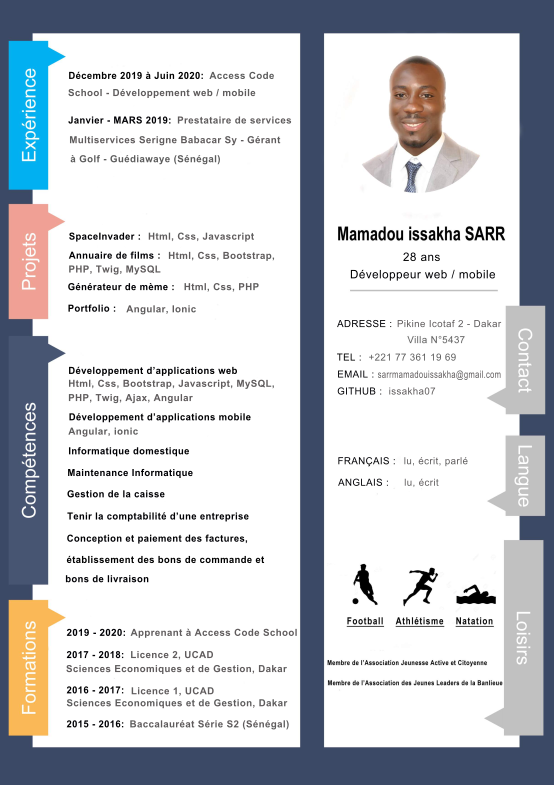 Expérience
Décembre 2019 à Juin 2020: Access Code
School - Développement web / mobile
Janvier - MARS 2019: Prestataire de services
Multiservices Serigne Babacar Sy - Gérant
à Golf - Guédiawaye (Sénégal)
Projets
SpaceInvader : Html, Css, Javascript
Annuaire de films : Html, Css, Bootstrap,
PHP, Twig, MySQL
Générateur de mème : Html, Css, PHP
Portfolio : Angular, Ionic
Compétences
Développement d'applications web
Html, Css, Bootstrap, Javascript, MySQL,
PHP, Twig, Ajax, Angular
Développement d'applications mobile
Angular, ionic
Informatique domestique
Maintenance Informatique
Gestion de la caisse
Tenir la comptabilité d'une entreprise
Conception et paiement des factures,
établissement des bons de commande et
bons de livraison
Formations
2019 - 2020: Apprenant à Access Code School
2017 - 2018: Licence 2, UCAD
Sciences Economiques et de Gestion, Dakar
2016 - 2017: Licence 1, UCAD
Sciences Economiques et de Gestion, Dakar
2015 - 2016: Baccalauréat Série S2 (Sénégal)
Mamadou issakha SARR
28 ans
Développeur web / mobile
Contact
ADRESSE : Pikine Icotaf 2 - Dakar
Villa N°5437
TEL : +221 77 361 19 69
EMAIL : sarrmamadouissakha@gmail.com
GITHUB : issakha07
Langue
FRANÇAIS : lu, écrit, parlé
ANGLAIS : lu, écrit
Loisirs
Football Athlétisme Natation
Membre de l'Association Jeunesse Active et Citoyenne
Membre de l'Association des Jeunes Leaders de la Banlieue